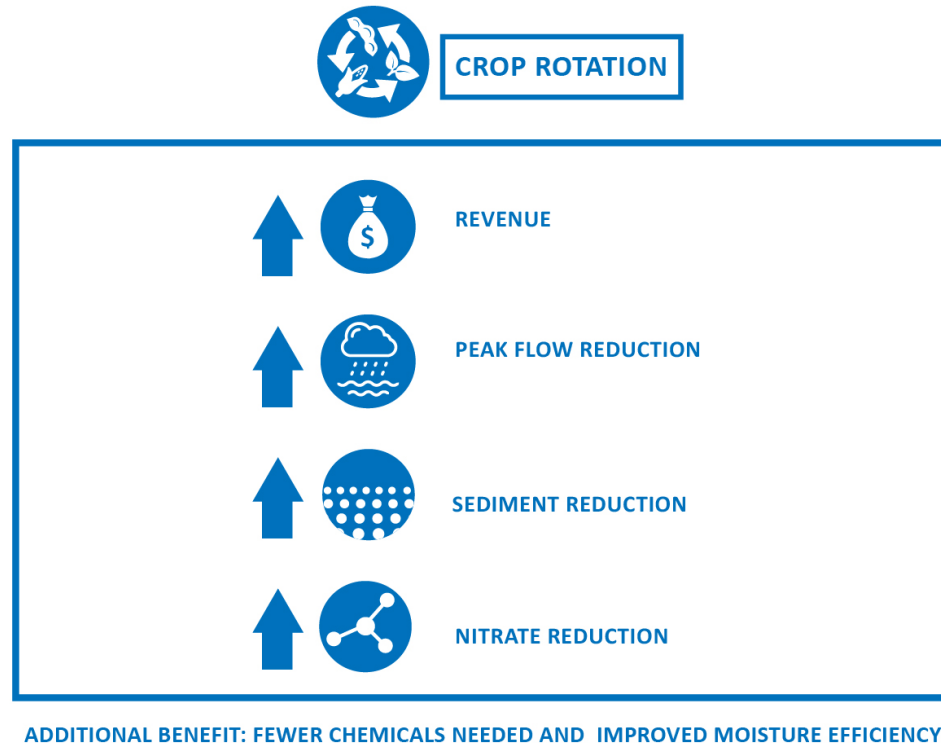 CROP ROTATION
$
REVENUE
PEAK FLOW REDUCTION
SEDIMENT REDUCTION
NITRATE REDUCTION
ADDITIONAL BENEFIT: FEWER CHEMICALS NEEDED AND  IMPROVED MOISTURE EFFICIENCY